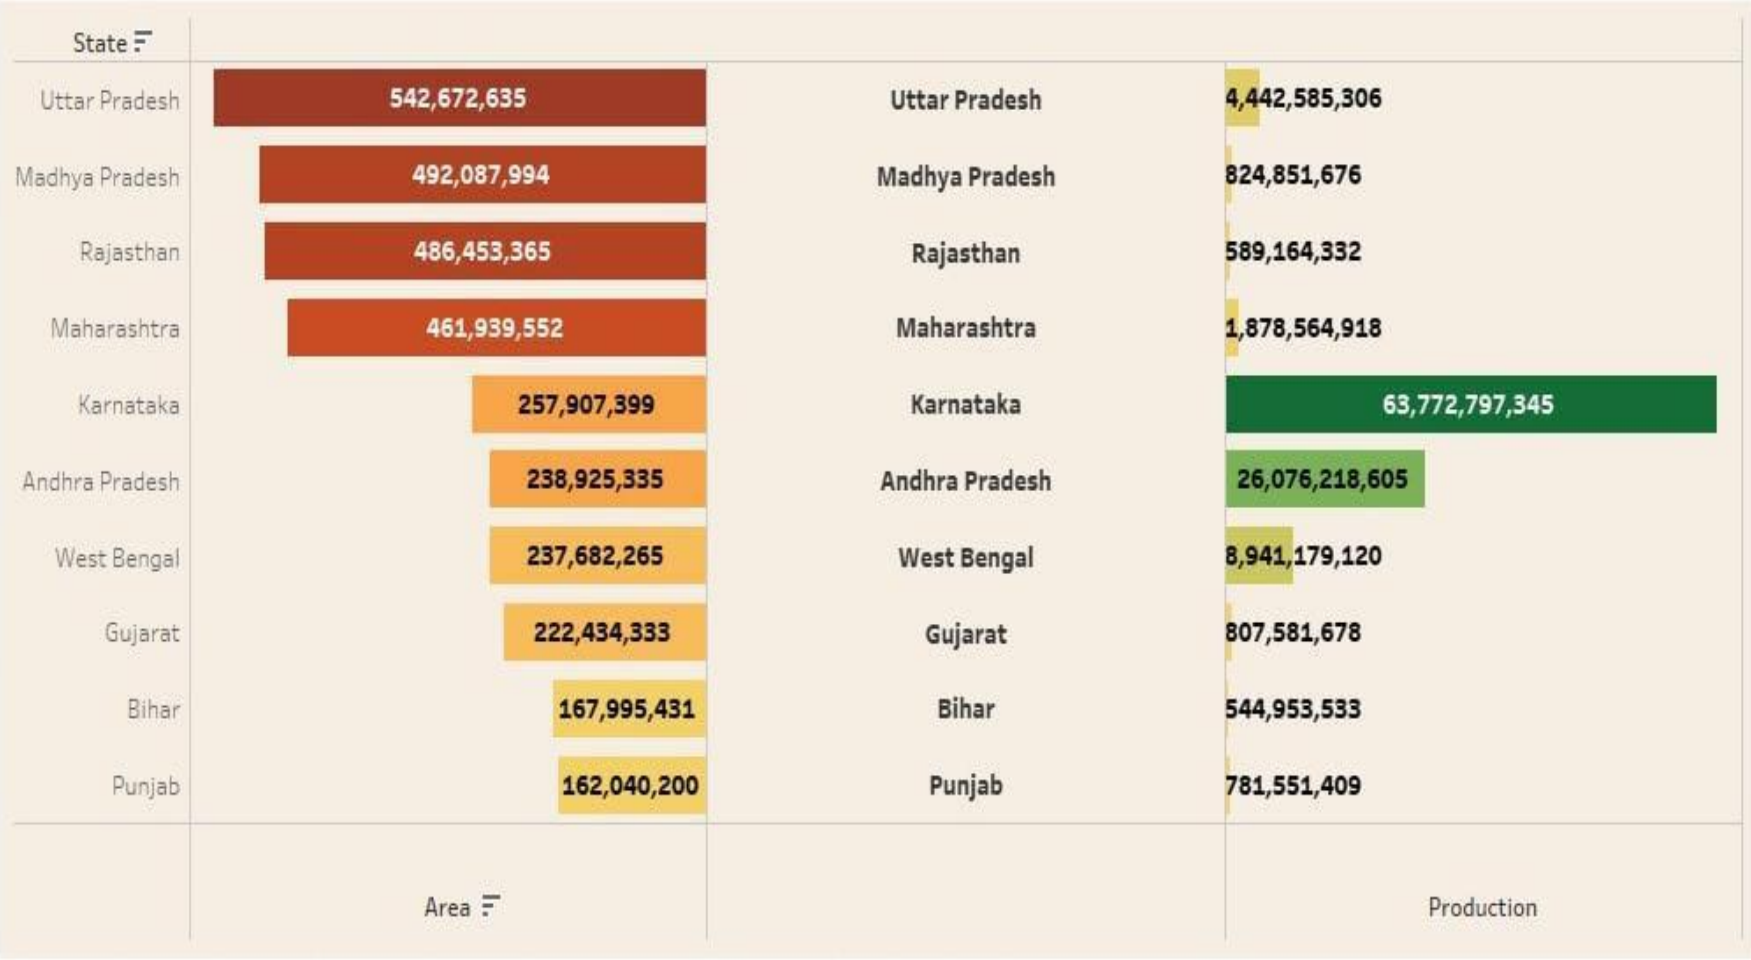 State
Uttar Pradesh 542,672,635 Uttar Pradesh 4,442,585,306
Madhya Pradesh 492,087,994 Madhya Pradesh 824,851,676
Rajasthan 486,453,365 Rajasthan 589,164,332
Maharashtra 461,939,552 Maharashtra 1,878,564,918
Karnataka 257,907,399 Karnataka 63,772,797,345
Andhra Pradesh 238,925,335 Andhra Pradesh 26,076,218,605
West Bengal 237,682,265 West Bengal 8,941,179,120
Gujarat 222,434,333 Gujarat 807,581,678
Bihar 167,995,431 Bihar 544,953,533
Punjab 162,040,200 Punjab 781,551,409
Area Production